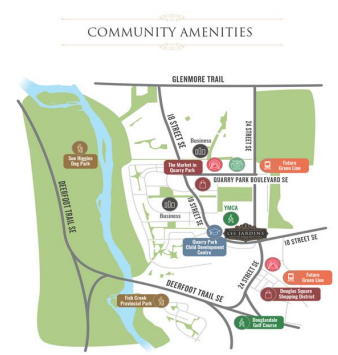 COMMUNITY AMENITIES
GLENMORE TRAIL
18 STREET SE
24 STREET SE
Business
Sue Higgins
Dog Park
The Market in
Quarry Park
Future
Green Line
QUARRY PARK BOULEVARD SE
DEERFOOT TRAIL SE
18 STREET SE
YMCA
Business
LES JARDINS
Quarry Park
Child Development
Centre
18 STREET SE
24 STREET SE
Future
Green Line
DEERFOOT TRAIL SE
Douglas Square
Shopping District
Fish Creek
Provincial Park
Douglasdale
Golf Course